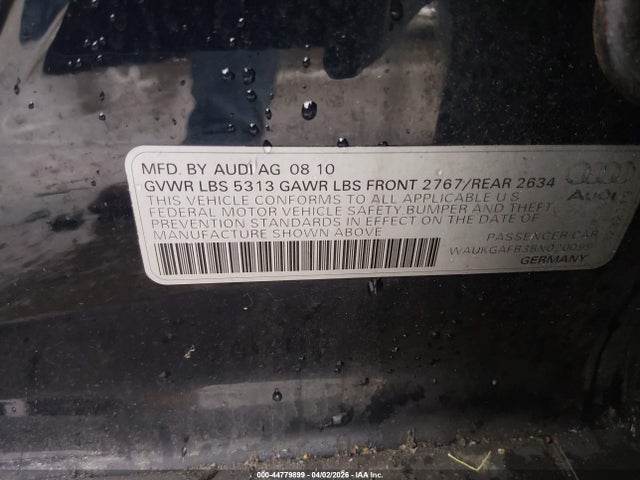 MFD. BY AUDI AG 08 10
GVWR LBS 5313 GAWR LBS FRONT 2767/REAR 2634
THIS VEHICLE CONFORMS TO ALL APPLICABLE U S
FEDERAL MOTOR VEHICLE SAFETY BUMPER AND THEFT
PREVENTION STANDARDS IN EFFECT ON THE DATE OF
MANUFACTURE SHOWN ABOVE
Audi
PASSENGER CAR
GERMANY
000-44779899 | 04/02/2026 - IAA Inc.